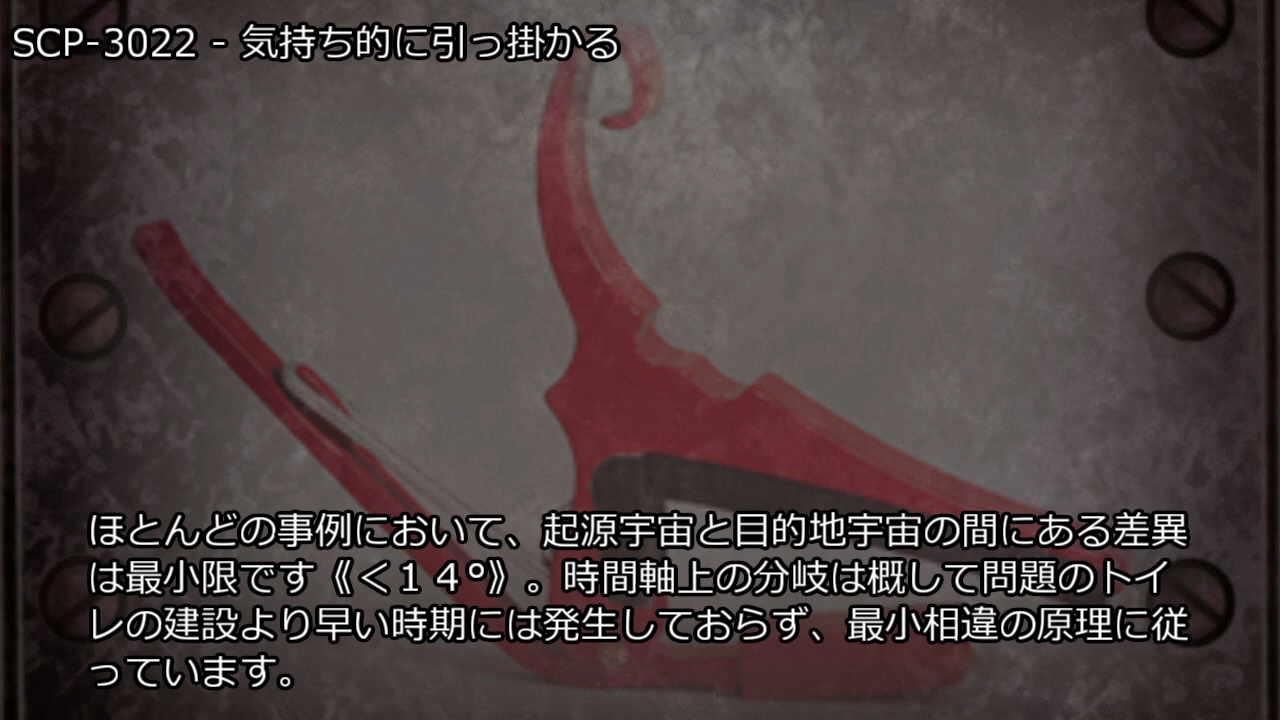 SCP-3022 - 気持ち的に引っ掛かる
ほとんどの事例において、起源宇宙と目的地宇宙の間にある差異
は最小限です《＜１４°》。時間軸上の分岐は概して問題のトイ
レの建設より早い時期には発生しておらず、最小相違の原理に従
っています。